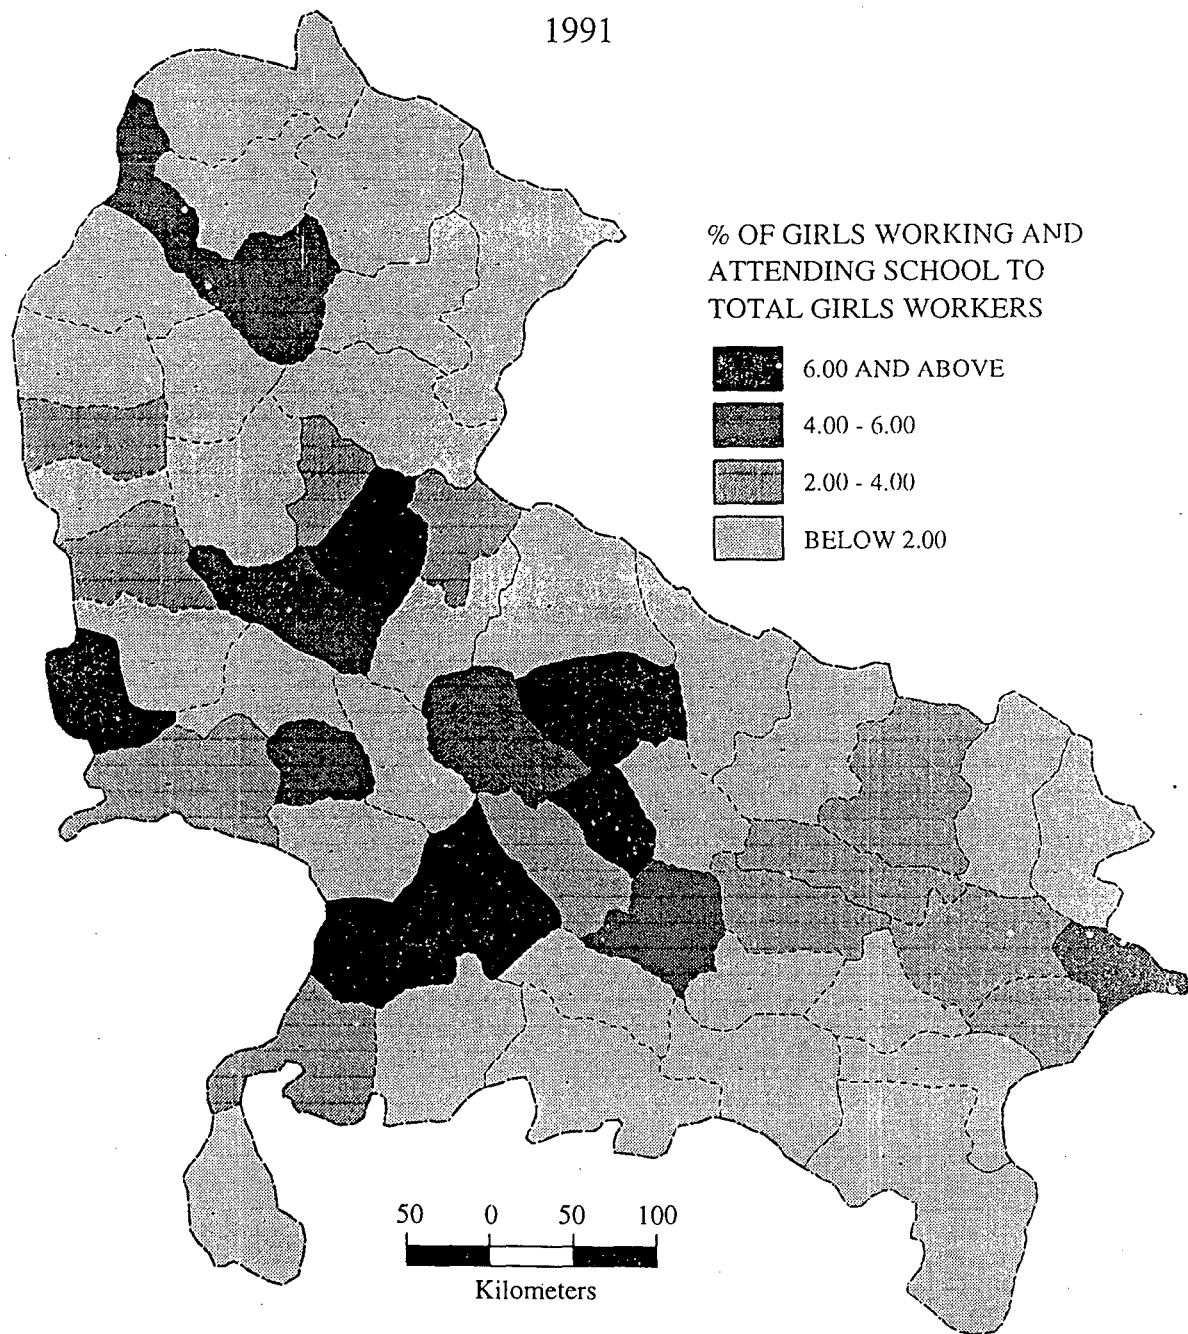 1991
% OF GIRLS WORKING AND
ATTENDING SCHOOL TO
TOTAL GIRLS WORKERS
6.00 AND ABOVE
4.00 - 6.00
2.00 - 4.00
BELOW 2.00
50 0 50 100
Kilometers